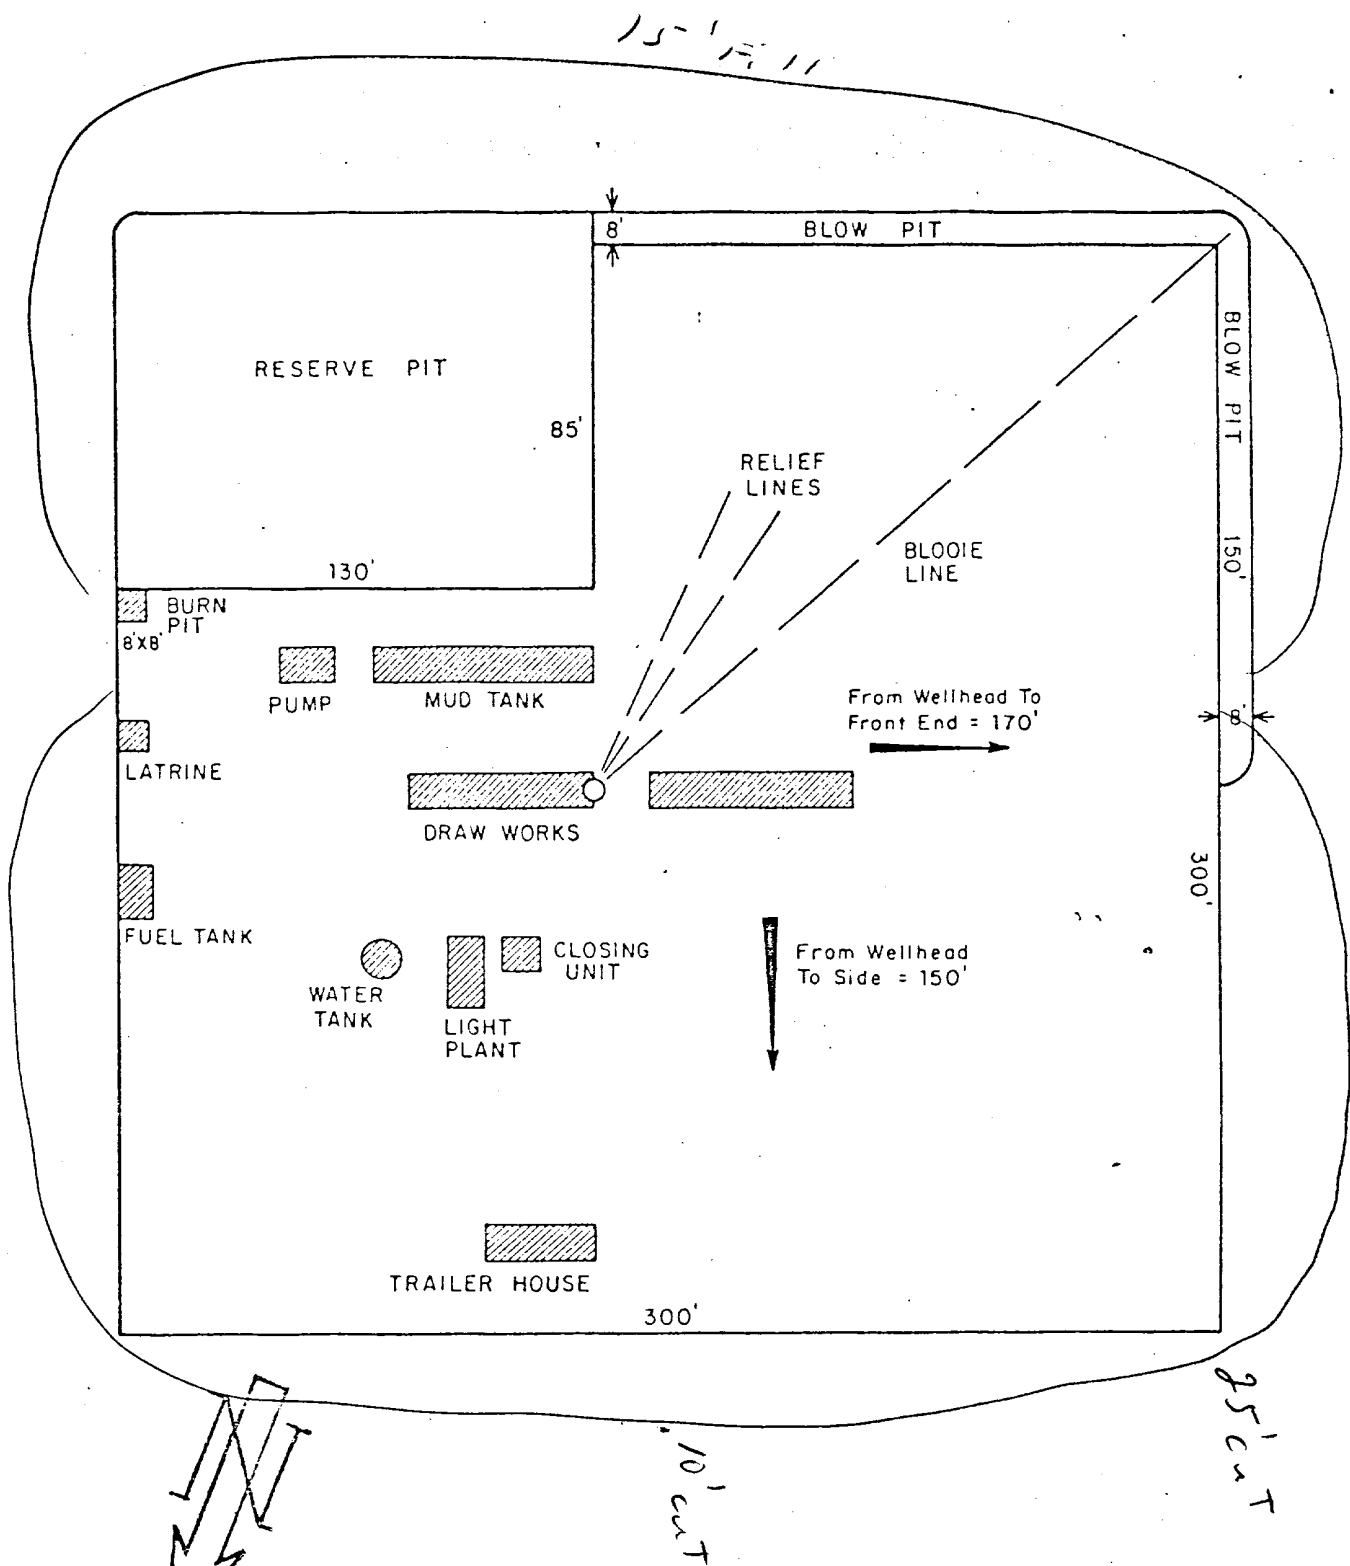 15' Fill
8'
BLOW PIT
BLOW PIT
150'
RESERVE PIT
85'
RELIEF
LINES
BLOOIE
LINE
130'
BURN
PIT
8'X8'
PUMP
MUD TANK
From Wellhead To
Front End = 170'
8'
LATRINE
DRAW WORKS
300'
FUEL TANK
CLOSING
UNIT
From Wellhead
To Side = 150'
WATER
TANK
LIGHT
PLANT
TRAILER HOUSE
300'
N
10'
cuT
25'
cuT